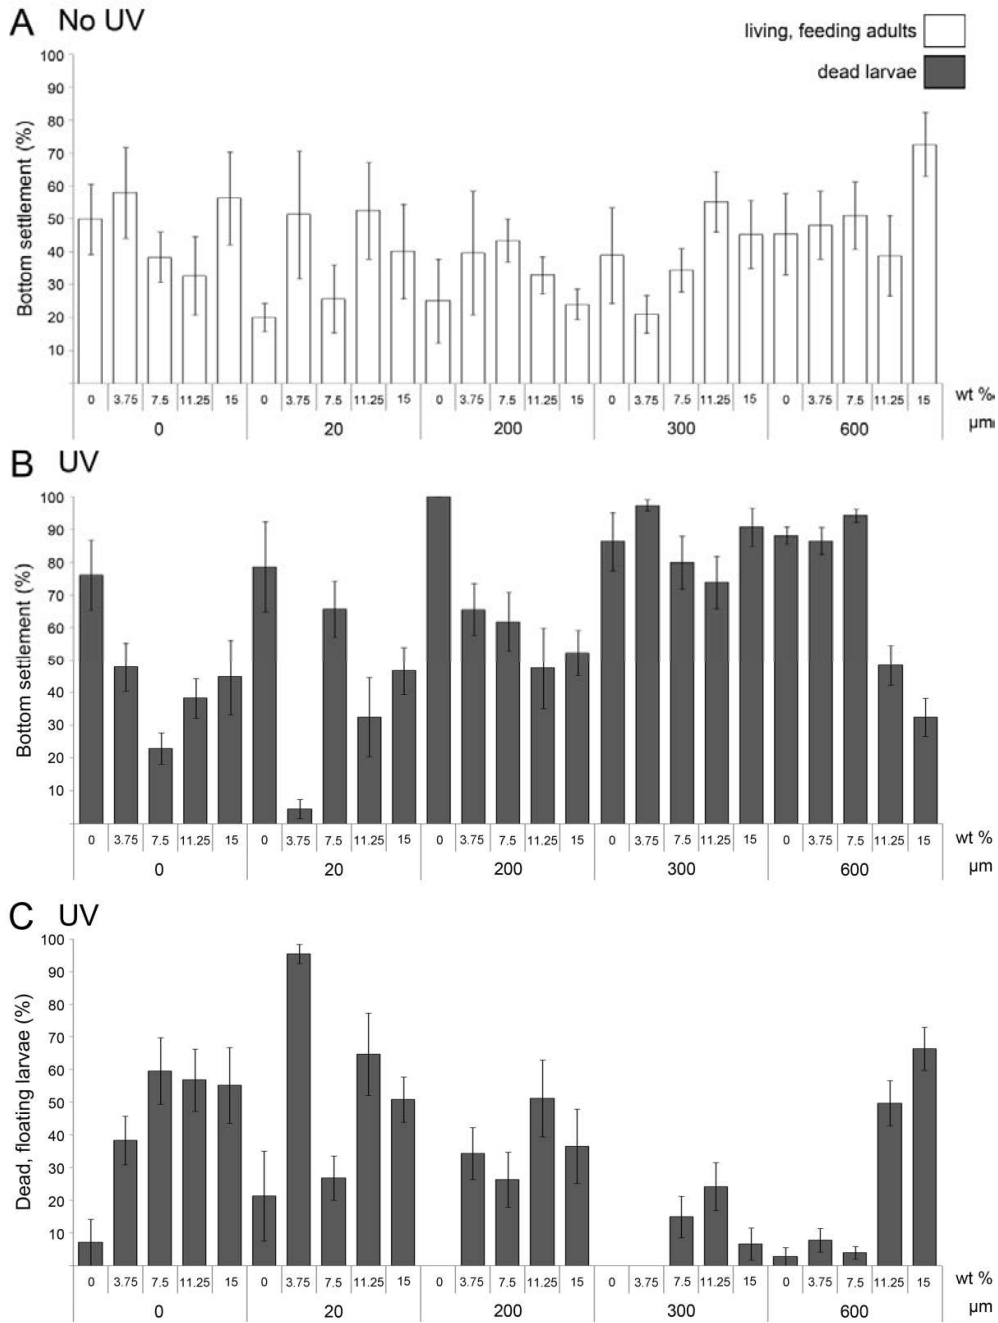 A No UV
living, feeding adults
dead larvae
Bottom settlement (%)
100
90
80
70
60
50
40
30
20
10
0 3.75 7.5 11.25 15 0 3.75 7.5 11.25 15 0 3.75 7.5 11.25 15 0 3.75 7.5 11.25 15 0 3.75 7.5 11.25 15 wt %
0 20 200 300 600 µm
B UV
Bottom settlement (%)
100
90
80
70
60
50
40
30
20
10
0 3.75 7.5 11.25 15 0 3.75 7.5 11.25 15 0 3.75 7.5 11.25 15 0 3.75 7.5 11.25 15 0 3.75 7.5 11.25 15 wt %
0 20 200 300 600 µm
C UV
Dead, floating larvae (%)
100
90
80
70
60
50
40
30
20
10
0 3.75 7.5 11.25 15 0 3.75 7.5 11.25 15 0 3.75 7.5 11.25 15 0 3.75 7.5 11.25 15 0 3.75 7.5 11.25 15 wt %
0 20 200 300 600 µm